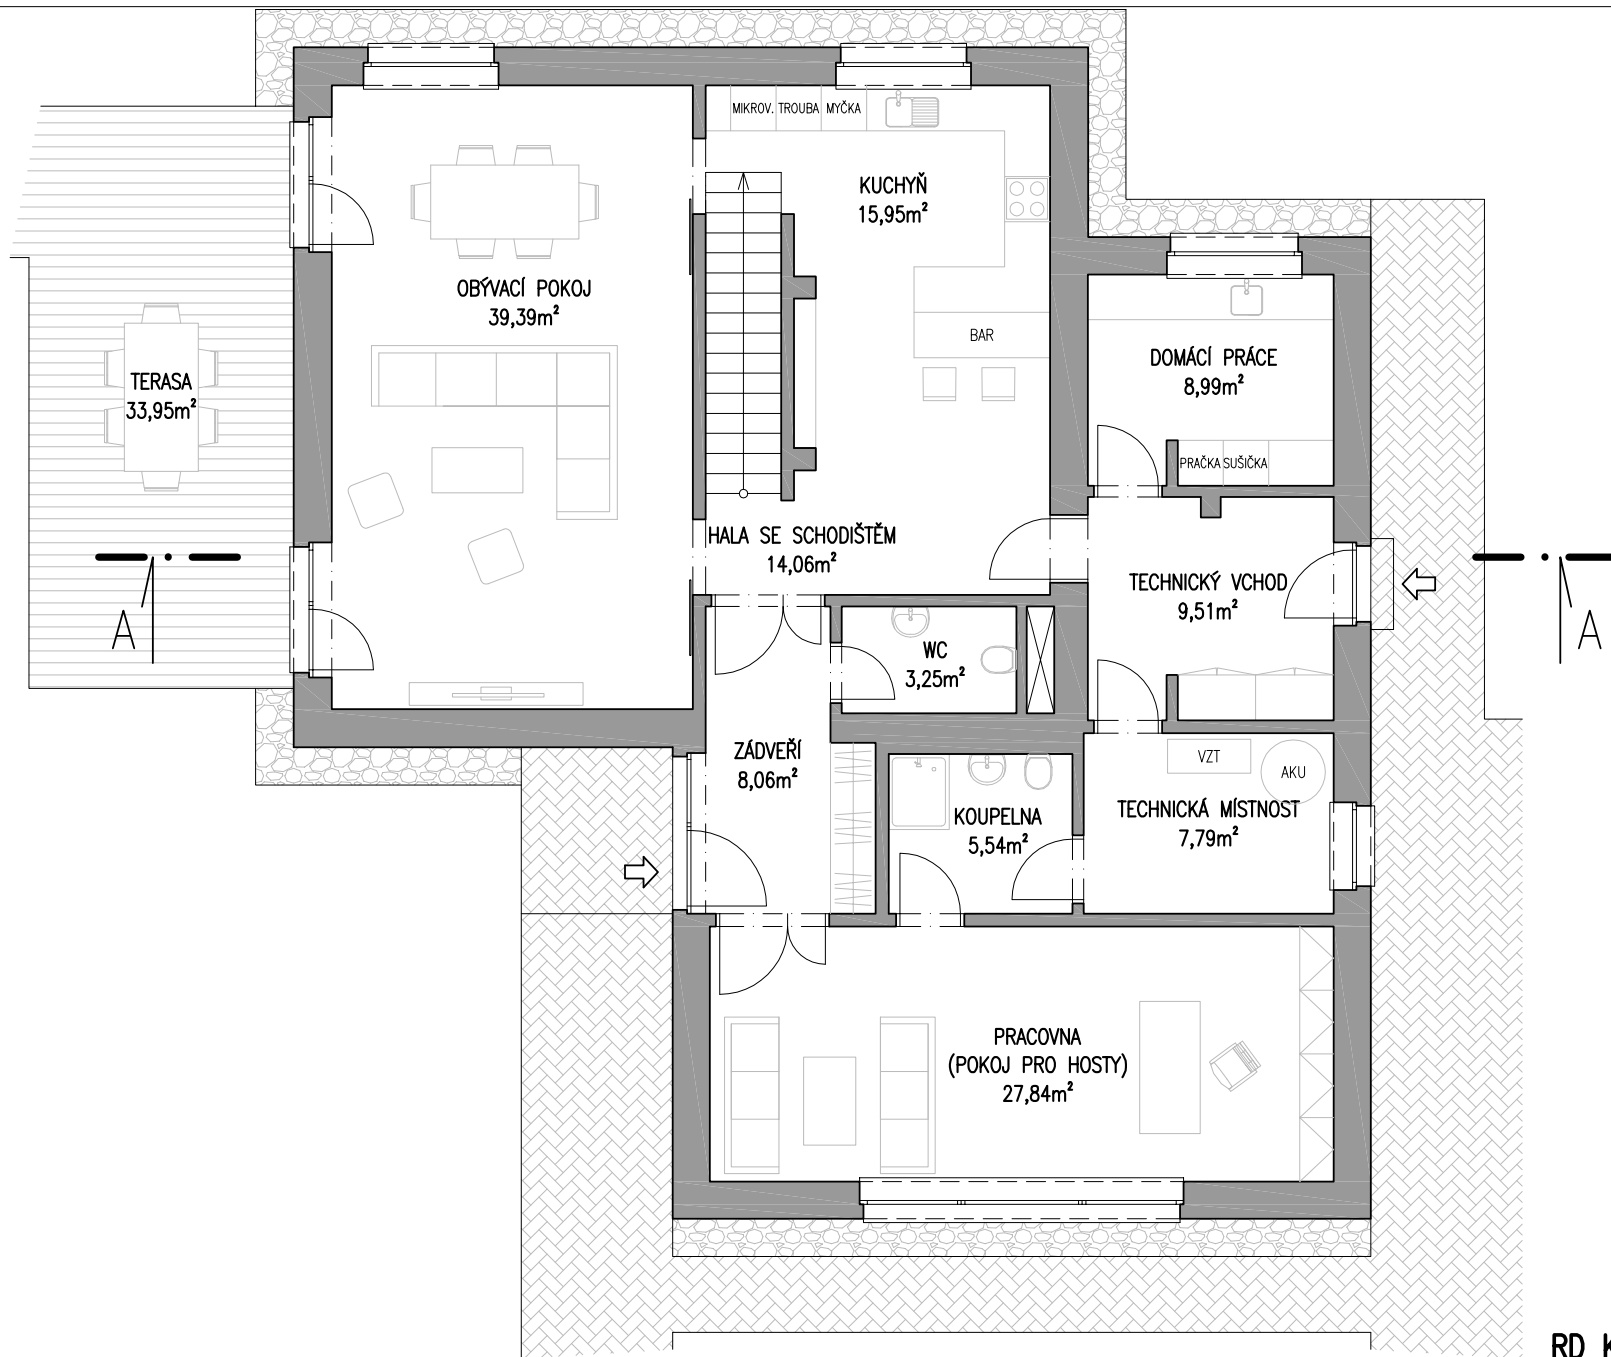 MIKROV. TROUBA MYČKA
KUCHYŇ
15,95m²
OBÝVACÍ POKOJ
39,39m²
BAR
TERASA
33,95m²
DOMÁCÍ PRÁCE
8,99m²
PRAČKA SUŠIČKA
HALA SE SCHODIŠTĚM
14,06m²
TECHNICKÝ VCHOD
9,51m²
A
A
WC
3,25m²
ZÁDVEŘÍ
8,06m²
VZT
AKU
KOUPELNA
5,54m²
TECHNICKÁ MÍSTNOST
7,79m²
PRACOVNA
(POKOJ PRO HOSTY)
27,84m²
RD